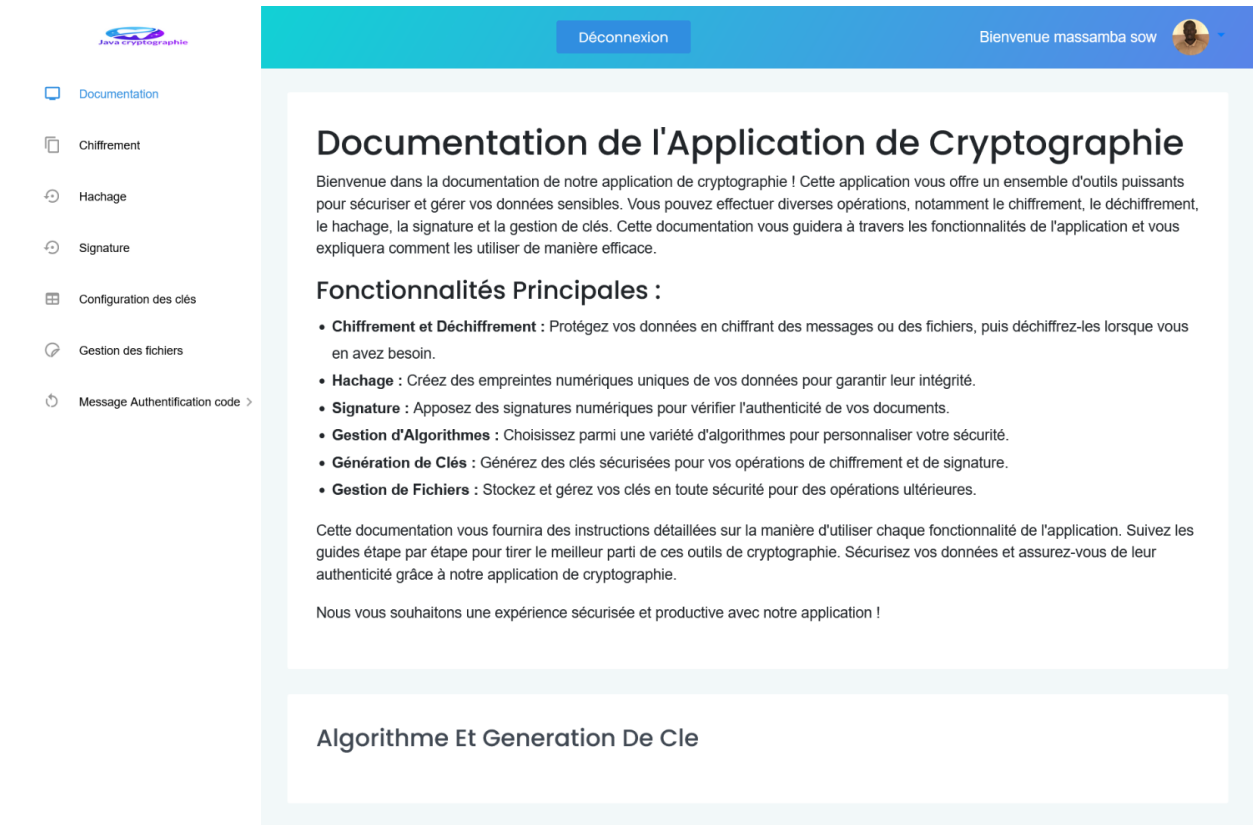 Java cryptographie
Déconnexion
Bienvenue massamba sow
Documentation
Chiffrement
Hachage
Signature
Configuration des clés
Gestion des fichiers
Message Authentification code
Documentation de l'Application de Cryptographie
Bienvenue dans la documentation de notre application de cryptographie ! Cette application vous offre un ensemble d'outils puissants
pour sécuriser et gérer vos données sensibles. Vous pouvez effectuer diverses opérations, notamment le chiffrement, le déchiffrement,
le hachage, la signature et la gestion de clés. Cette documentation vous guidera à travers les fonctionnalités de l'application et vous
expliquera comment les utiliser de manière efficace.
Fonctionnalités Principales :
• Chiffrement et Déchiffrement : Protégez vos données en chiffrant des messages ou des fichiers, puis déchiffrez-les lorsque vous
en avez besoin.
• Hachage : Créez des empreintes numériques uniques de vos données pour garantir leur intégrité.
• Signature : Apposez des signatures numériques pour vérifier l'authenticité de vos documents.
• Gestion d'Algorithmes : Choisissez parmi une variété d'algorithmes pour personnaliser votre sécurité.
• Génération de Clés : Générez des clés sécurisées pour vos opérations de chiffrement et de signature.
• Gestion de Fichiers : Stockez et gérez vos clés en toute sécurité pour des opérations ultérieures.
Cette documentation vous fournira des instructions détaillées sur la manière d'utiliser chaque fonctionnalité de l'application. Suivez les
guides étape par étape pour tirer le meilleur parti de ces outils de cryptographie. Sécurisez vos données et assurez-vous de leur
authenticité grâce à notre application de cryptographie.
Nous vous souhaitons une expérience sécurisée et productive avec notre application !
Algorithme Et Generation De Cle